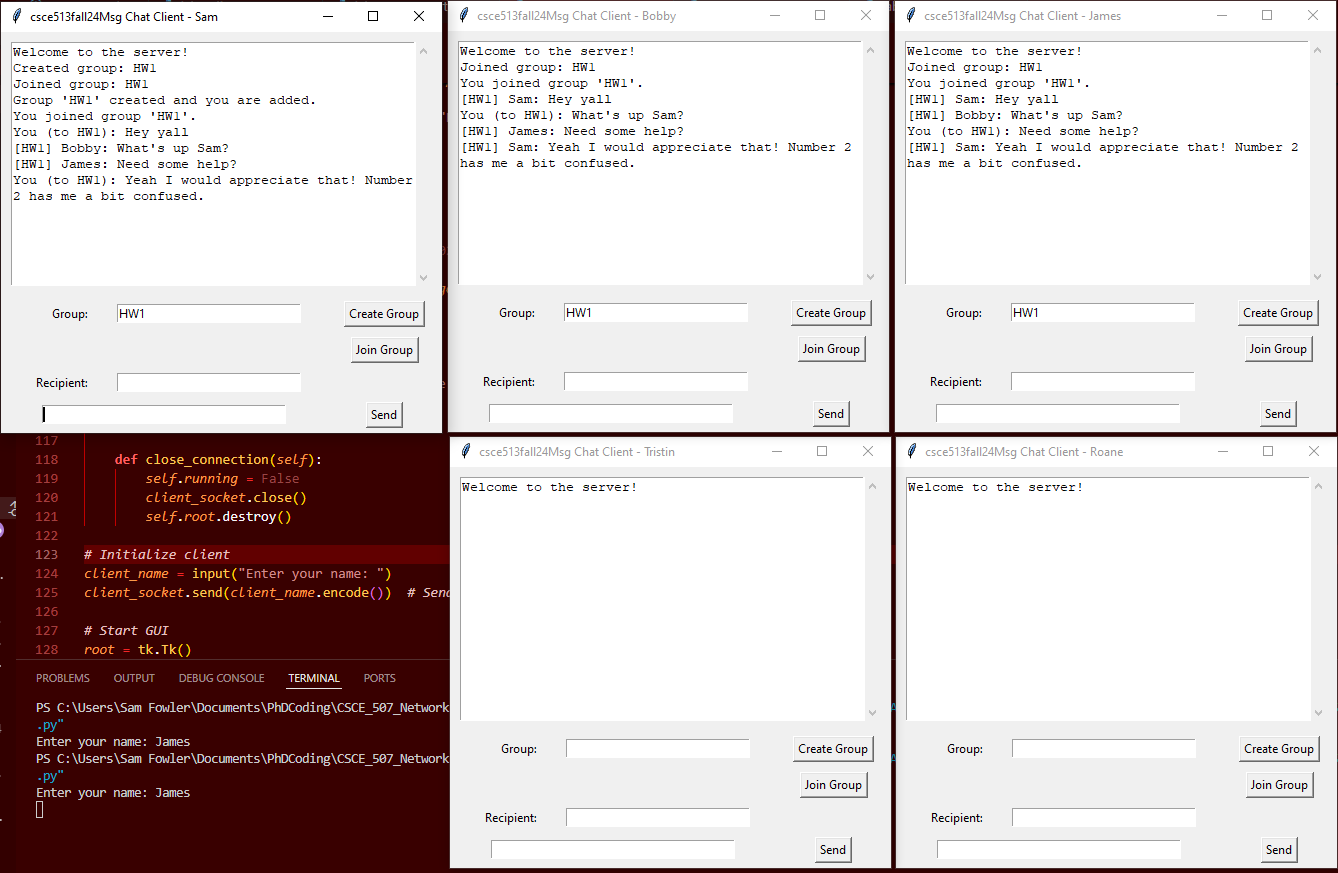 csce513fall24Msg Chat Client - Sam
Welcome to the server!
Created group: HW1
Joined group: HW1
Group 'HW1' created and you are added.
You joined group 'HW1'.
You (to HW1): Hey yall
[HW1] Bobby: What's up Sam?
[HW1] James: Need some help?
You (to HW1): Yeah I would appreciate that! Number
2 has me a bit confused.
Group:
HW1
Create Group
Join Group
Recipient:
Send
csce513fall24Msg Chat Client - Bobby
Welcome to the server!
Joined group: HW1
You joined group 'HW1'.
[HW1] Sam: Hey yall
You (to HW1): What's up Sam?
[HW1] James: Need some help?
[HW1] Sam: Yeah I would appreciate that! Number 2
has me a bit confused.
Group:
HW1
Create Group
Join Group
Recipient:
Send
csce513fall24Msg Chat Client - James
Welcome to the server!
Joined group: HW1
You joined group 'HW1'.
[HW1] Sam: Hey yall
[HW1] Bobby: What's up Sam?
You (to HW1): Need some help?
[HW1] Sam: Yeah I would appreciate that! Number 2
has me a bit confused.
Group:
HW1
Create Group
Join Group
Recipient:
Send
117
118 def close_connection(self):
119 self.running = False
120 client_socket.close()
121 self.root.destroy()
122
123 # Initialize client
124 client_name = input("Enter your name: ")
125 client_socket.send(client_name.encode()) # Send
126
127 # Start GUI
128 root = tk.Tk()
PROBLEMS OUTPUT DEBUG CONSOLE TERMINAL PORTS
PS C:\Users\Sam Fowler\Documents\PhDCoding\CSCE_507_Network
.py"
Enter your name: James
PS C:\Users\Sam Fowler\Documents\PhDCoding\CSCE_507_Network
.py"
Enter your name: James
csce513fall24Msg Chat Client - Tristin
Welcome to the server!
Group:
Create Group
Join Group
Recipient:
Send
csce513fall24Msg Chat Client - Roane
Welcome to the server!
Group:
Create Group
Join Group
Recipient:
Send